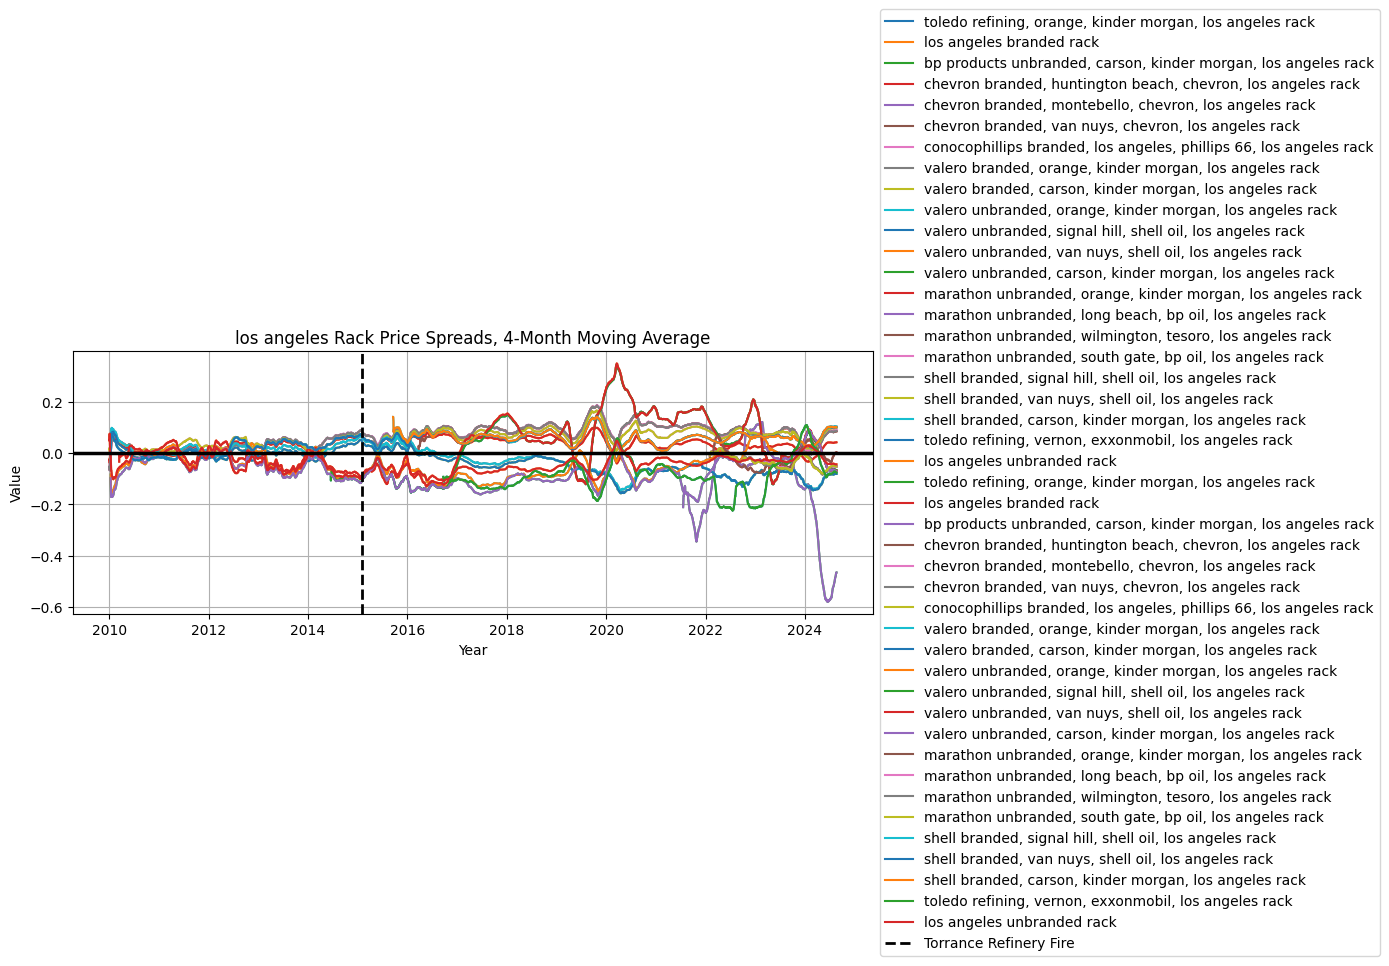 los angeles Rack Price Spreads, 4-Month Moving Average
Value
0.2
0.0
−0.2
−0.4
−0.6
2010 2012 2014 2016 2018 2020 2022 2024
Year
toledo refining, orange, kinder morgan, los angeles rack
los angeles branded rack
bp products unbranded, carson, kinder morgan, los angeles rack
chevron branded, huntington beach, chevron, los angeles rack
chevron branded, montebello, chevron, los angeles rack
chevron branded, van nuys, chevron, los angeles rack
conocophillips branded, los angeles, phillips 66, los angeles rack
valero branded, orange, kinder morgan, los angeles rack
valero branded, carson, kinder morgan, los angeles rack
valero unbranded, orange, kinder morgan, los angeles rack
valero unbranded, signal hill, shell oil, los angeles rack
valero unbranded, van nuys, shell oil, los angeles rack
valero unbranded, carson, kinder morgan, los angeles rack
marathon unbranded, orange, kinder morgan, los angeles rack
marathon unbranded, long beach, bp oil, los angeles rack
marathon unbranded, wilmington, tesoro, los angeles rack
marathon unbranded, south gate, bp oil, los angeles rack
shell branded, signal hill, shell oil, los angeles rack
shell branded, van nuys, shell oil, los angeles rack
shell branded, carson, kinder morgan, los angeles rack
toledo refining, vernon, exxonmobil, los angeles rack
los angeles unbranded rack
toledo refining, orange, kinder morgan, los angeles rack
los angeles branded rack
bp products unbranded, carson, kinder morgan, los angeles rack
chevron branded, huntington beach, chevron, los angeles rack
chevron branded, montebello, chevron, los angeles rack
chevron branded, van nuys, chevron, los angeles rack
conocophillips branded, los angeles, phillips 66, los angeles rack
valero branded, orange, kinder morgan, los angeles rack
valero branded, carson, kinder morgan, los angeles rack
valero unbranded, orange, kinder morgan, los angeles rack
valero unbranded, signal hill, shell oil, los angeles rack
valero unbranded, van nuys, shell oil, los angeles rack
valero unbranded, carson, kinder morgan, los angeles rack
marathon unbranded, orange, kinder morgan, los angeles rack
marathon unbranded, long beach, bp oil, los angeles rack
marathon unbranded, wilmington, tesoro, los angeles rack
marathon unbranded, south gate, bp oil, los angeles rack
shell branded, signal hill, shell oil, los angeles rack
shell branded, van nuys, shell oil, los angeles rack
shell branded, carson, kinder morgan, los angeles rack
toledo refining, vernon, exxonmobil, los angeles rack
los angeles unbranded rack
Torrance Refinery Fire